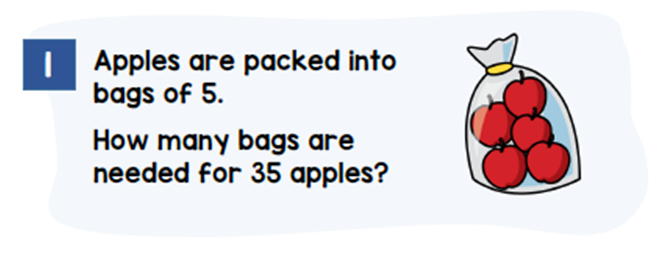 1
Apples are packed into
bags of 5.
How many bags are
needed for 35 apples?